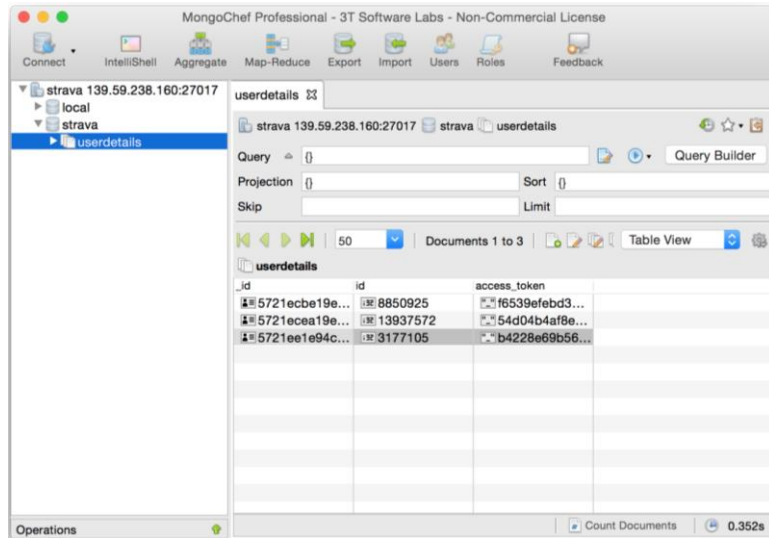 MongoChef Professional - 3T Software Labs - Non-Commercial License
Connect IntelliShell Aggregate Map-Reduce Export Import Users Roles Feedback
strava 139.59.238.160:27017
local
strava
userdetails
userdetails
strava 139.59.238.160:27017 strava userdetails
Query {} Query Builder
Projection {} Sort {}
Skip Limit
50 Documents 1 to 3 Table View
userdetails
_id id access_token
5721ecbe19e... 8850925 f6539efebd3...
5721ecea19e... 13937572 54d04b4af8e...
5721ee1e94c... 3177105 b4228e69b56...
Operations Count Documents 0.352s